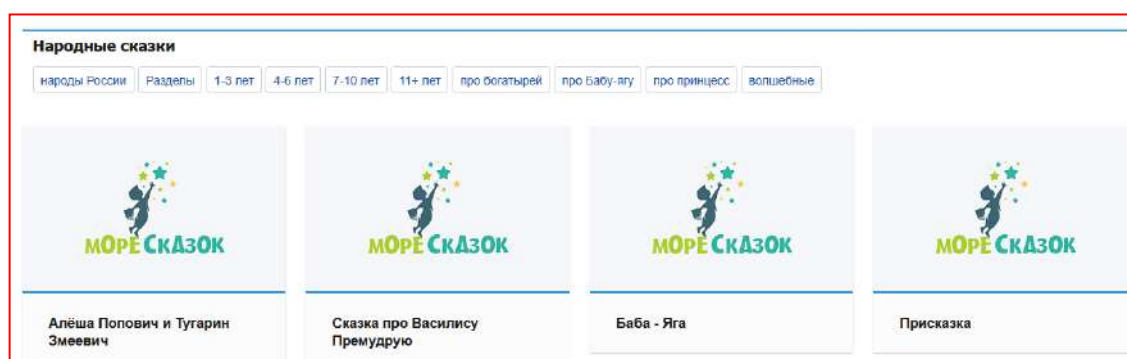 Народные сказки
народы России Разделы 1-3 лет 4-6 лет 7-10 лет 11+ лет про богатырей про Бабу-ягу про принцесс волшебные
МОРЕ СКАЗОК МОРЕ СКАЗОК МОРЕ СКАЗОК МОРЕ СКАЗОК
Алёша Попович и Тугарин Сказка про Василису Баба - Яга Присказка
Змеевич Премудрую